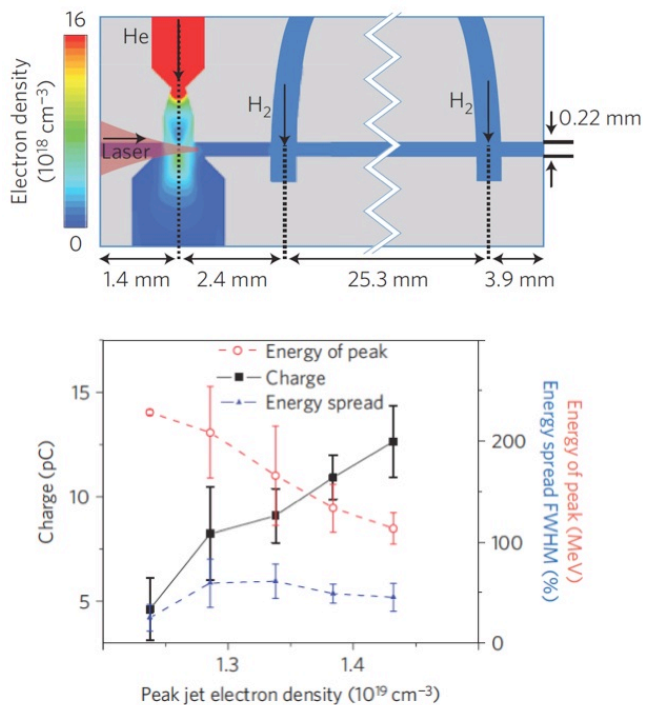 16
Electron density
(10¹⁸ cm⁻³)
0
He
H₂
H₂
Laser
0.22 mm
1.4 mm
2.4 mm
25.3 mm
3.9 mm
Energy of peak
Charge
Energy spread
Charge (pC)
15
10
5
200
100
0
Energy spread FWHM (%)
Energy of peak (MeV)
1.3
1.4
Peak jet electron density (10¹⁹ cm⁻³)